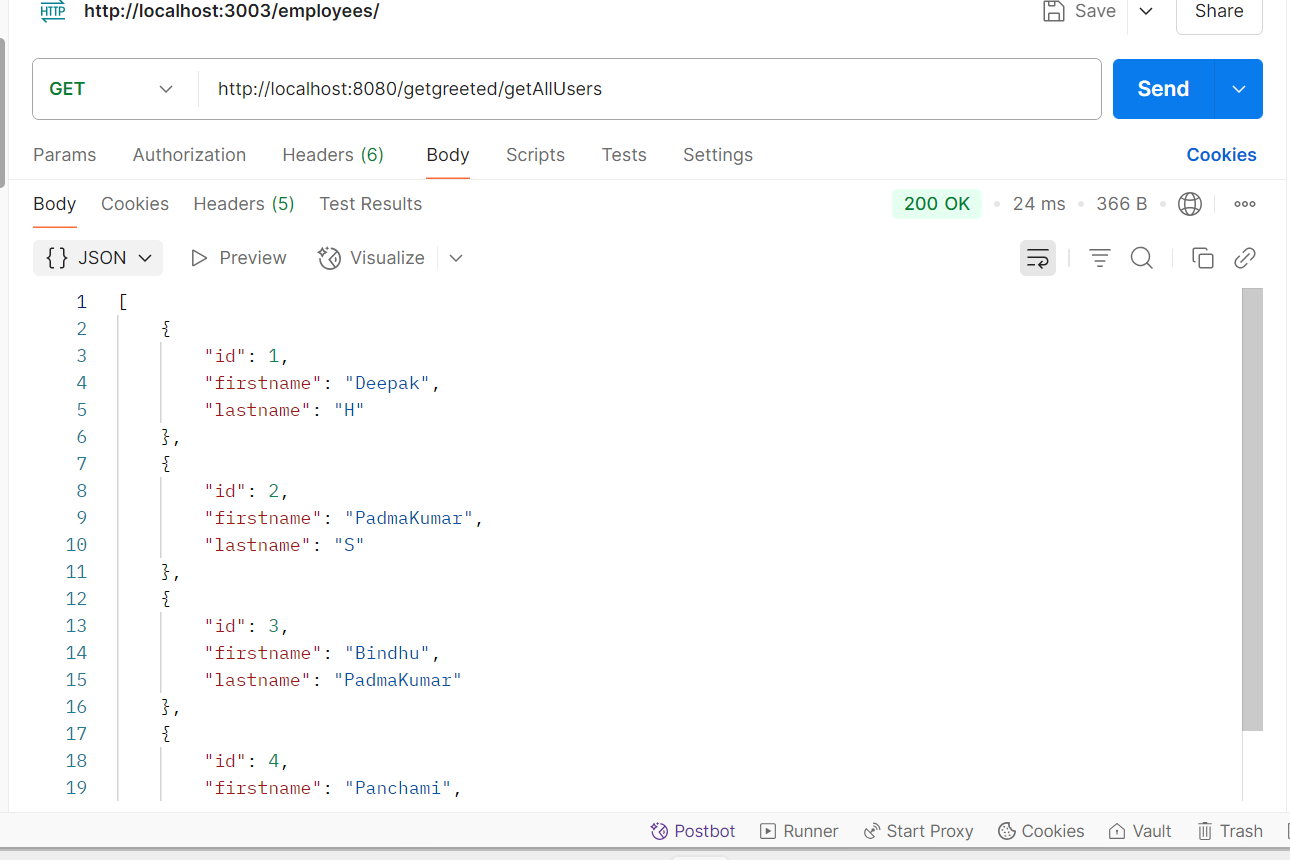 HTTP http://localhost:3003/employees/ Save Share
GET http://localhost:8080/getgreeted/getAllUsers Send
Params Authorization Headers (6) Body Scripts Tests Settings Cookies
Body Cookies Headers (5) Test Results 200 OK • 24 ms • 366 B •
{} JSON Preview Visualize
1 [
2 {
3 "id": 1,
4 "firstname": "Deepak",
5 "lastname": "H"
6 },
7 {
8 "id": 2,
9 "firstname": "PadmaKumar",
10 "lastname": "S"
11 },
12 {
13 "id": 3,
14 "firstname": "Bindhu",
15 "lastname": "PadmaKumar"
16 },
17 {
18 "id": 4,
19 "firstname": "Panchami",
Postbot Runner Start Proxy Cookies Vault Trash